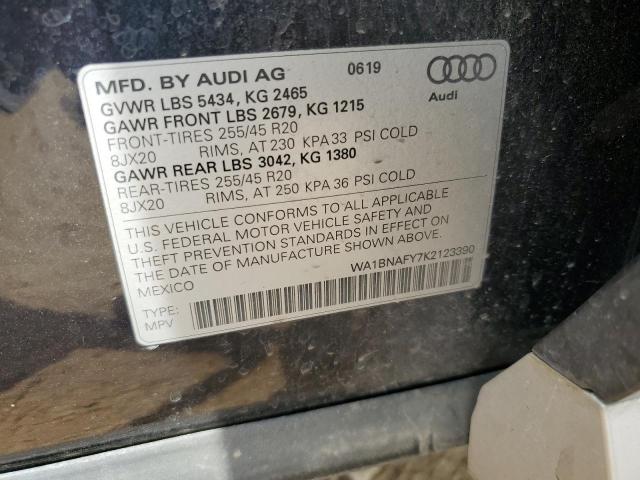 MFD. BY AUDI AG 0619
GVWR LBS 5434, KG 2465
GAWR FRONT LBS 2679, KG 1215
FRONT-TIRES 255/45 R20
8JX20 RIMS, AT 230 KPA 33 PSI COLD
GAWR REAR LBS 3042, KG 1380
REAR-TIRES 255/45 R20
8JX20 RIMS, AT 250 KPA 36 PSI COLD
Audi
THIS VEHICLE CONFORMS TO ALL APPLICABLE
U.S. FEDERAL MOTOR VEHICLE SAFETY AND
THEFT PREVENTION STANDARDS IN EFFECT ON
THE DATE OF MANUFACTURE SHOWN ABOVE.
MEXICO WA1BNAFY7K2123390
TYPE:
MPV